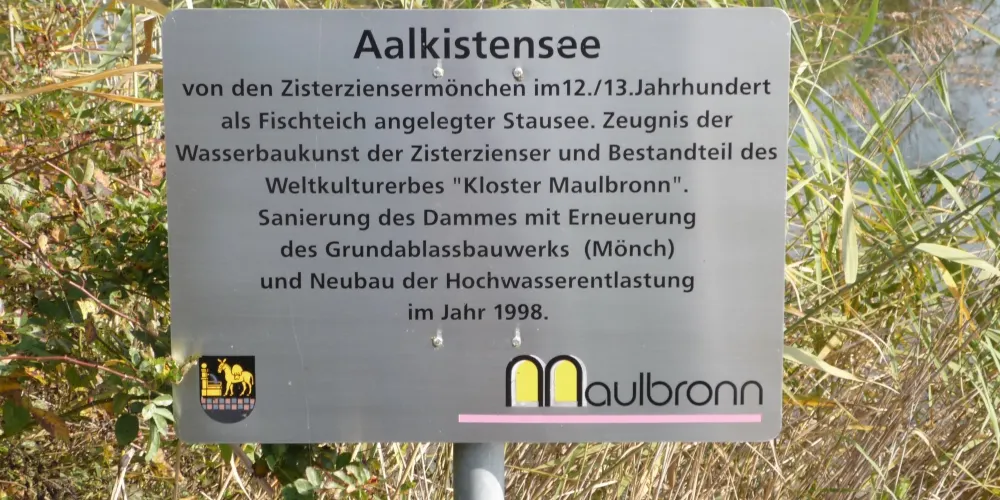 Aalkistensee
von den Zisterziensermönchen im12./13.Jahrhundert
als Fischteich angelegter Stausee. Zeugnis der
Wasserbaukunst der Zisterzienser und Bestandteil des
Weltkulturerbes "Kloster Maulbronn".
Sanierung des Dammes mit Erneuerung
des Grundablassbauwerks (Mönch)
und Neubau der Hochwasserentlastung
im Jahr 1998.
Maulbronn